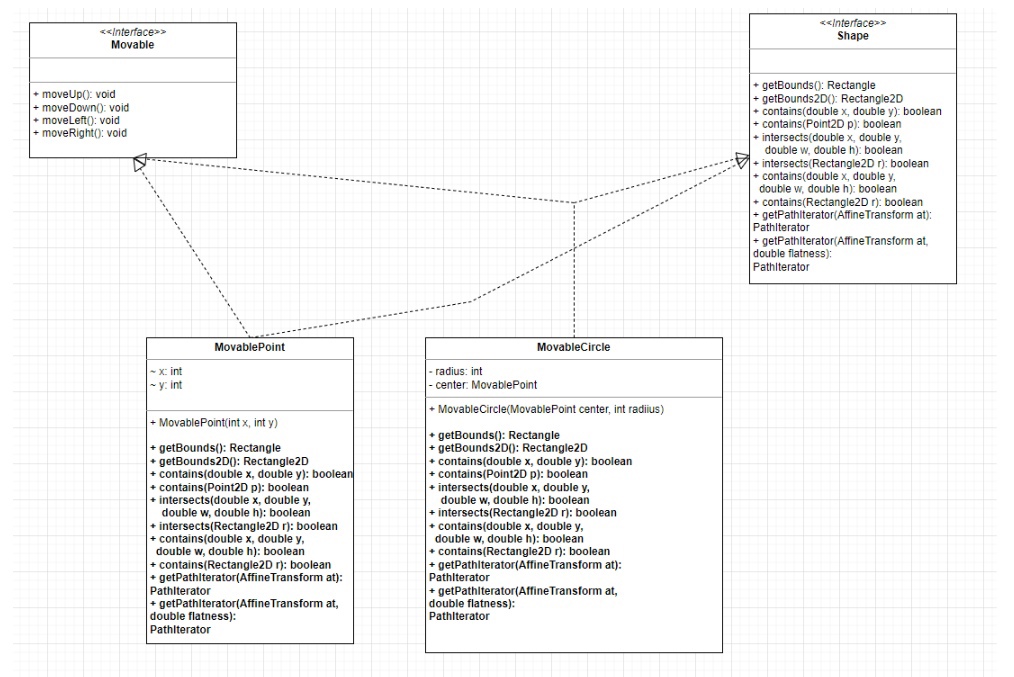 <<Interface>>
Movable
+ moveUp(): void
+ moveDown(): void
+ moveLeft(): void
+ moveRight(): void
<<Interface>>
Shape
+ getBounds(): Rectangle
+ getBounds2D(): Rectangle2D
+ contains(double x, double y): boolean
+ contains(Point2D p): boolean
+ intersects(double x, double y,
double w, double h): boolean
+ intersects(Rectangle2D r): boolean
+ contains(double x, double y,
double w, double h): boolean
+ contains(Rectangle2D r): boolean
+ getPathIterator(AffineTransform at):
PathIterator
+ getPathIterator(AffineTransform at,
double flatness):
PathIterator
MovablePoint
~ x: int
~ y: int
+ MovablePoint(int x, int y)
+ getBounds(): Rectangle
+ getBounds2D(): Rectangle2D
+ contains(double x, double y): boolean
+ contains(Point2D p): boolean
+ intersects(double x, double y,
double w, double h): boolean
+ intersects(Rectangle2D r): boolean
+ contains(double x, double y,
double w, double h): boolean
+ contains(Rectangle2D r): boolean
+ getPathIterator(AffineTransform at):
PathIterator
+ getPathIterator(AffineTransform at,
double flatness):
PathIterator
MovableCircle
- radius: int
- center: MovablePoint
+ MovableCircle(MovablePoint center, int radiius)
+ getBounds(): Rectangle
+ getBounds2D(): Rectangle2D
+ contains(double x, double y): boolean
+ contains(Point2D p): boolean
+ intersects(double x, double y,
double w, double h): boolean
+ intersects(Rectangle2D r): boolean
+ contains(double x, double y,
double w, double h): boolean
+ contains(Rectangle2D r): boolean
+ getPathIterator(AffineTransform at):
PathIterator
+ getPathIterator(AffineTransform at,
double flatness):
PathIterator